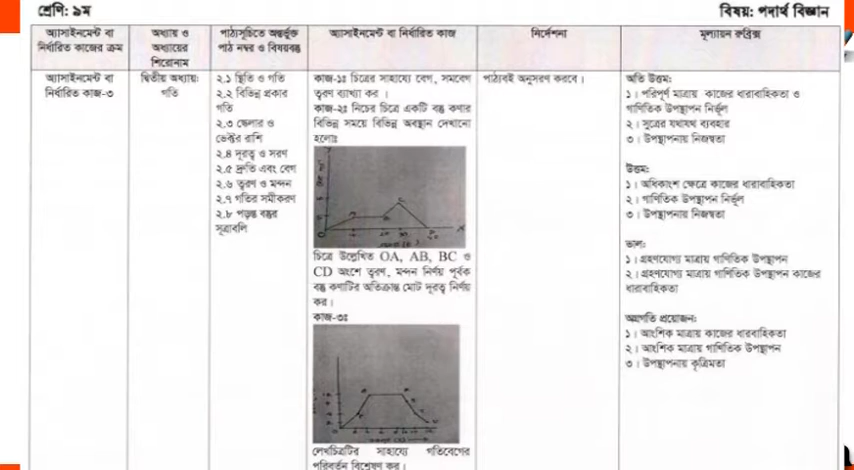 শ্রেণি: ৯ম
বিষয়: পদার্থ বিজ্ঞান
অ্যাসাইনমেন্ট বা
নির্ধারিত কাজের ক্রম
অধ্যায় ও
অধ্যায়ের
শিরোনাম
পাঠ্যসূচিতে অন্তর্ভুক্ত
পাঠ নম্বর ও বিষয়বস্তু
অ্যাসাইনমেন্ট বা নির্ধারিত কাজ
নির্দেশনা
মূল্যায়ন রুব্রিক্স
অ্যাসাইনমেন্ট বা
নির্ধারিত কাজ-৩
দ্বিতীয় অধ্যায়:
গতি
২.১ স্থিতি ও গতি
২.২ বিভিন্ন প্রকার
গতি
২.৩ স্কেলার ও
ভেক্টর রাশি
২.৪ দূরত্ব ও সরণ
২.৫ দ্রুতি এবং বেগ
২.৬ ত্বরণ ও মন্দন
২.৭ গতির সমীকরণ
২.৮ পড়ন্ত বস্তুর
সূত্রাবলি
কাজ-১ঃ চিত্রের সাহায্যে বেগ, সমবেগ
ত্বরণ ব্যাখ্যা কর ।
কাজ-২ঃ নিচের চিত্রে একটি বস্তু কণার
বিভিন্ন সময়ে বিভিন্ন অবস্থান দেখানো
হলোঃ
চিত্রে উল্লেখিত OA, AB, BC ও
CD অংশে ত্বরণ, মন্দন নির্ণয় পূর্বক
বস্তু কণাটির অতিক্রান্ত মোট দূরত্ব নির্ণয়
কর।
কাজ-৩ঃ
লেখচিত্রটির সাহায্যে গতিবেগের
পরিবর্তন বিশ্লেষণ কর।
পাঠ্যবই অনুসরণ করবে।
অতি উত্তম:
১। পরিপূর্ণ মাত্রায় কাজের ধারাবাহিকতা ও
গাণিতিক উপস্থাপন নির্ভুল
২। সূত্রের যথাযথ ব্যবহার
৩। উপস্থাপনায় নিজস্বতা
উত্তম:
১। অধিকাংশ ক্ষেত্রে কাজের ধারাবাহিকতা
২। গাণিতিক উপস্থাপন নির্ভুল
৩। উপস্থাপনায় নিজস্বতা
ভাল:
১। গ্রহণযোগ্য মাত্রায় গাণিতিক উপস্থাপন
২। গ্রহণযোগ্য মাত্রায় গাণিতিক উপস্থাপন কাজের
ধারাবাহিকতা
অগ্রগতি প্রয়োজন:
১। আংশিক মাত্রায় কাজের ধারবাহিকতা
২। আংশিক মাত্রায় গাণিতিক উপস্থাপন
৩। উপস্থাপনায় কৃত্রিমতা